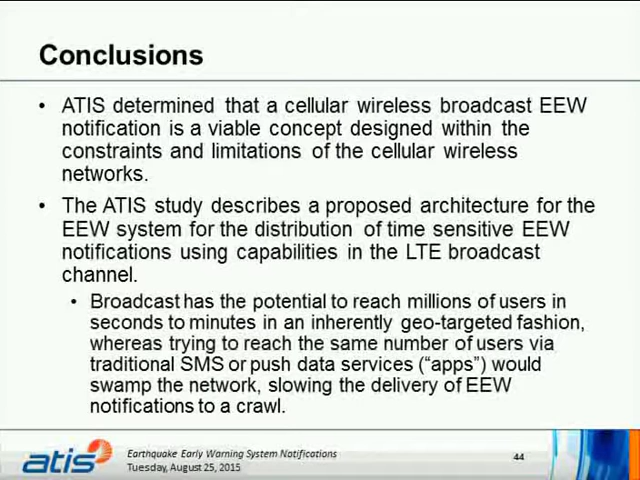 Conclusions
• ATIS determined that a cellular wireless broadcast EEW
notification is a viable concept designed within the
constraints and limitations of the cellular wireless
networks.
• The ATIS study describes a proposed architecture for the
EEW system for the distribution of time sensitive EEW
notifications using capabilities in the LTE broadcast
channel.
• Broadcast has the potential to reach millions of users in
seconds to minutes in an inherently geo-targeted fashion,
whereas trying to reach the same number of users via
traditional SMS or push data services (“apps”) would
swamp the network, slowing the delivery of EEW
notifications to a crawl.
atis
Earthquake Early Warning System Notifications
Tuesday, August 25, 2015
44